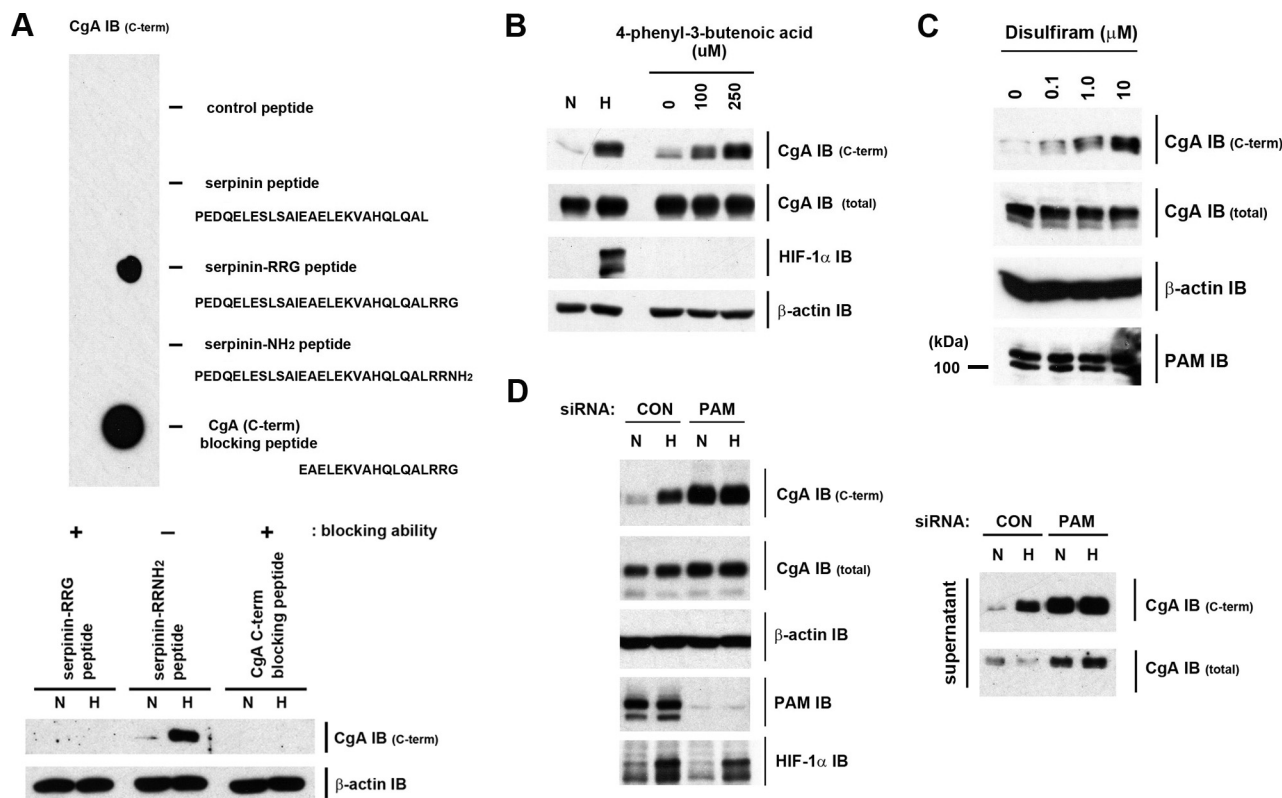 A
CgA IB (C-term)
control peptide
serpinin peptide
PEDQELESLSAIEAELEKVAHQLQAL
serpinin-RRG peptide
PEDQELESLSAIEAELEKVAHQLQALRRG
serpinin-NH2 peptide
PEDQELESLSAIEAELEKVAHQLQALRRNH2
CgA (C-term)
blocking peptide
EAELEKVAHQLQALRRG
+ − + : blocking ability
serpinin-RRG
peptide
serpinin-RRNH2
peptide
CgA C-term
blocking peptide
N H N H N H
CgA IB (C-term)
β-actin IB
B
4-phenyl-3-butenoic acid
(uM)
N H 0 100 250
CgA IB (C-term)
CgA IB (total)
HIF-1α IB
β-actin IB
C
Disulfiram (μM)
0 0.1 1.0 10
CgA IB (C-term)
CgA IB (total)
β-actin IB
(kDa)
100
PAM IB
D
siRNA: CON PAM
N H N H
CgA IB (C-term)
CgA IB (total)
β-actin IB
PAM IB
HIF-1α IB
siRNA: CON PAM
N H N H
supernatant
CgA IB (C-term)
CgA IB (total)